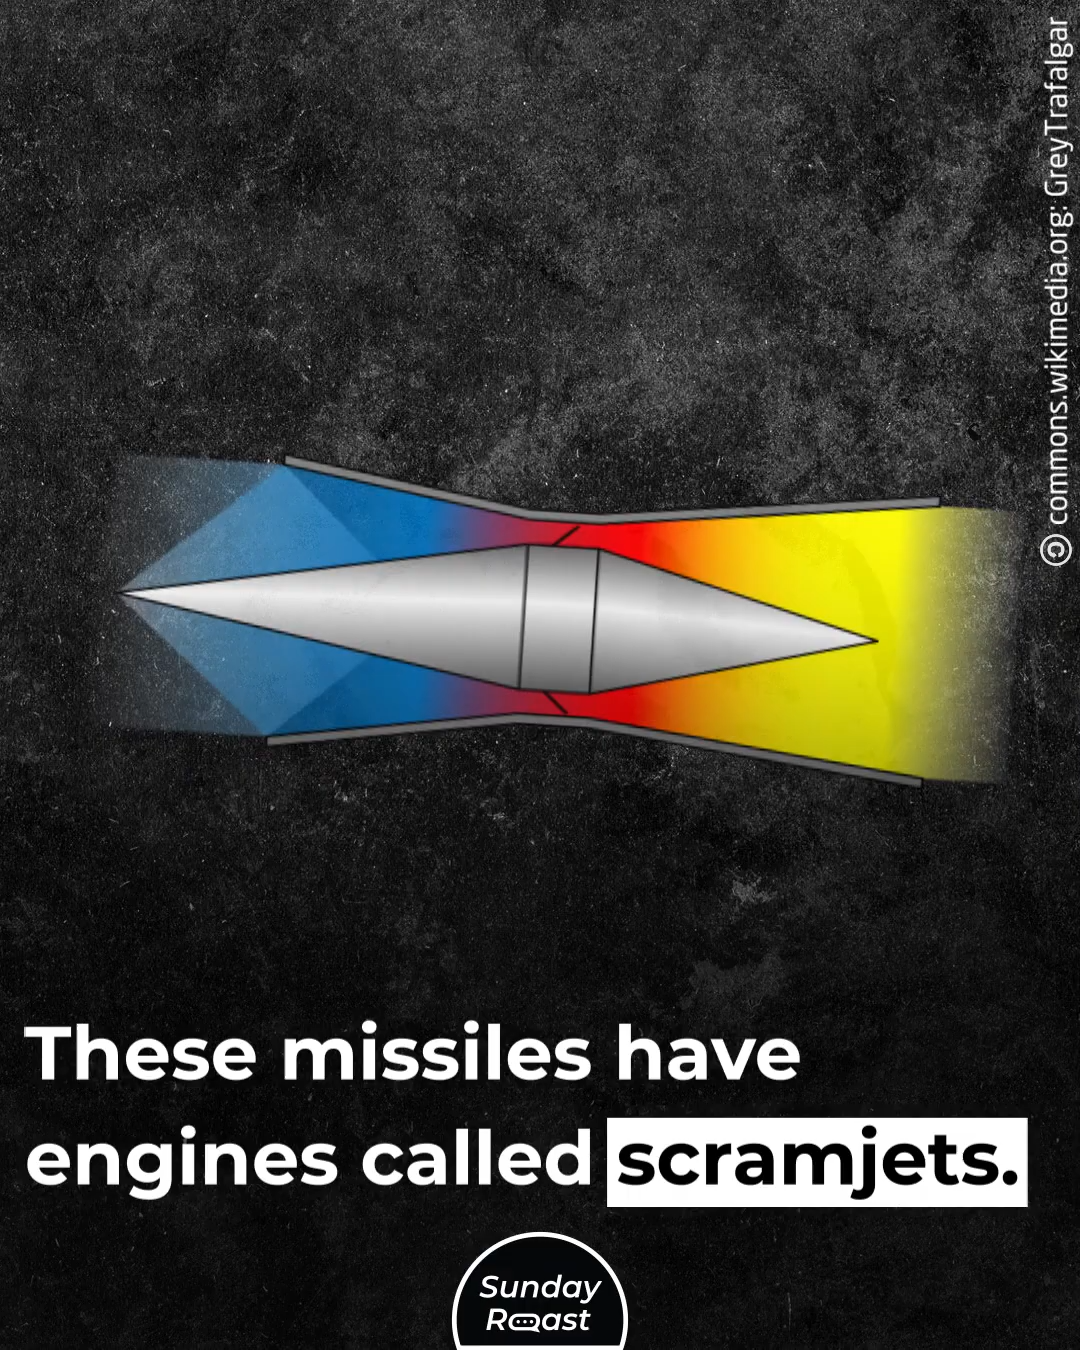 © commons.wikimedia.org: GreyTrafalgar
These missiles have
engines called scramjets.
Sunday
Roast